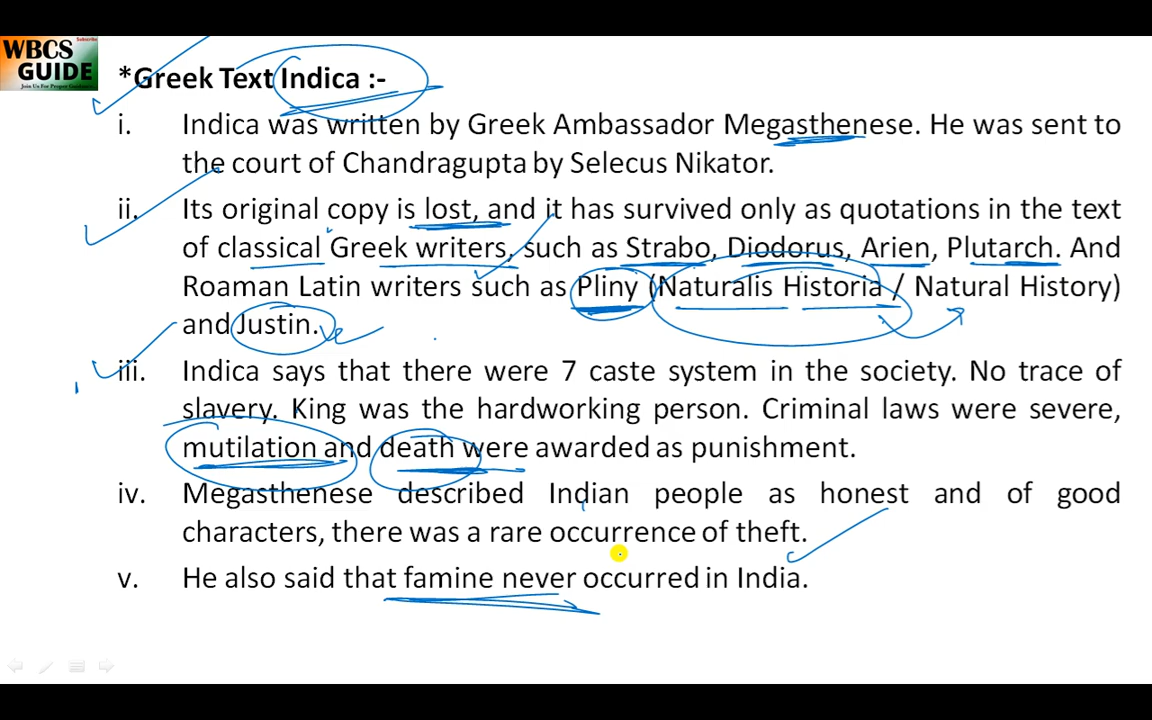 Subscribe
WBCS
GUIDE
Join Us For Proper Guidance
*Greek Text Indica :-
i. Indica was written by Greek Ambassador Megasthenese. He was sent to
the court of Chandragupta by Selecus Nikator.
ii. Its original copy is lost, and it has survived only as quotations in the text
of classical Greek writers, such as Strabo, Diodorus, Arien, Plutarch. And
Roaman Latin writers such as Pliny (Naturalis Historia / Natural History)
and Justin.
iii. Indica says that there were 7 caste system in the society. No trace of
slavery. King was the hardworking person. Criminal laws were severe,
mutilation and death were awarded as punishment.
iv. Megasthenese described Indian people as honest and of good
characters, there was a rare occurrence of theft.
v. He also said that famine never occurred in India.